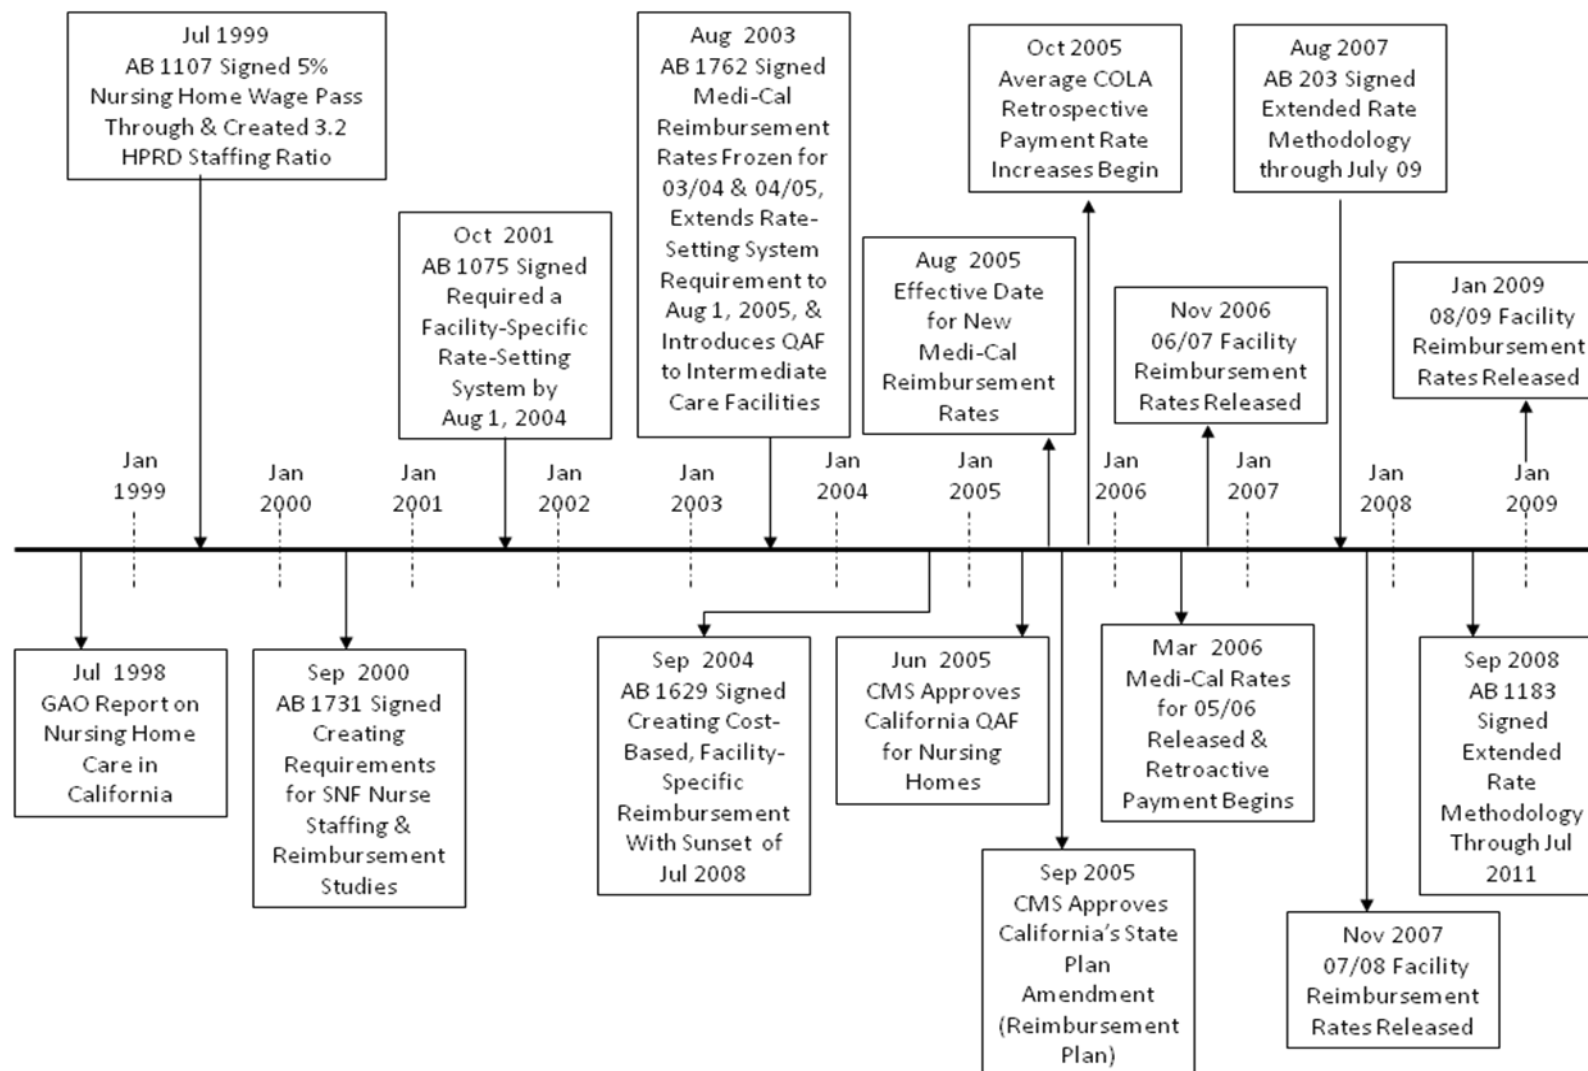 Jul 1999
AB 1107 Signed 5%
Nursing Home Wage Pass
Through & Created 3.2
HPRD Staffing Ratio
Oct 2001
AB 1075 Signed
Required a
Facility-Specific
Rate-Setting
System by
Aug 1, 2004
Aug 2003
AB 1762 Signed
Medi-Cal
Reimbursement
Rates Frozen for
03/04 & 04/05,
Extends Rate-
Setting System
Requirement to
Aug 1, 2005, &
Introduces QAF
to Intermediate
Care Facilities
Aug 2005
Effective Date
for New
Medi-Cal
Reimbursement
Rates
Oct 2005
Average COLA
Retrospective
Payment Rate
Increases Begin
Nov 2006
06/07 Facility
Reimbursement
Rates Released
Aug 2007
AB 203 Signed
Extended Rate
Methodology
through July 09
Jan 2009
08/09 Facility
Reimbursement
Rates Released
Jan
1999
Jan
2000
Jan
2001
Jan
2002
Jan
2003
Jan
2004
Jan
2005
Jan
2006
Jan
2007
Jan
2008
Jan
2009
Jul 1998
GAO Report on
Nursing Home
Care in
California
Sep 2000
AB 1731 Signed
Creating
Requirements
for SNF Nurse
Staffing &
Reimbursement
Studies
Sep 2004
AB 1629 Signed
Creating Cost-
Based, Facility-
Specific
Reimbursement
With Sunset of
Jul 2008
Jun 2005
CMS Approves
California QAF
for Nursing
Homes
Sep 2005
CMS Approves
California's State
Plan
Amendment
(Reimbursement
Plan)
Mar 2006
Medi-Cal Rates
for 05/06
Released &
Retroactive
Payment Begins
Nov 2007
07/08 Facility
Reimbursement
Rates Released
Sep 2008
AB 1183
Signed
Extended
Rate
Methodology
Through Jul
2011